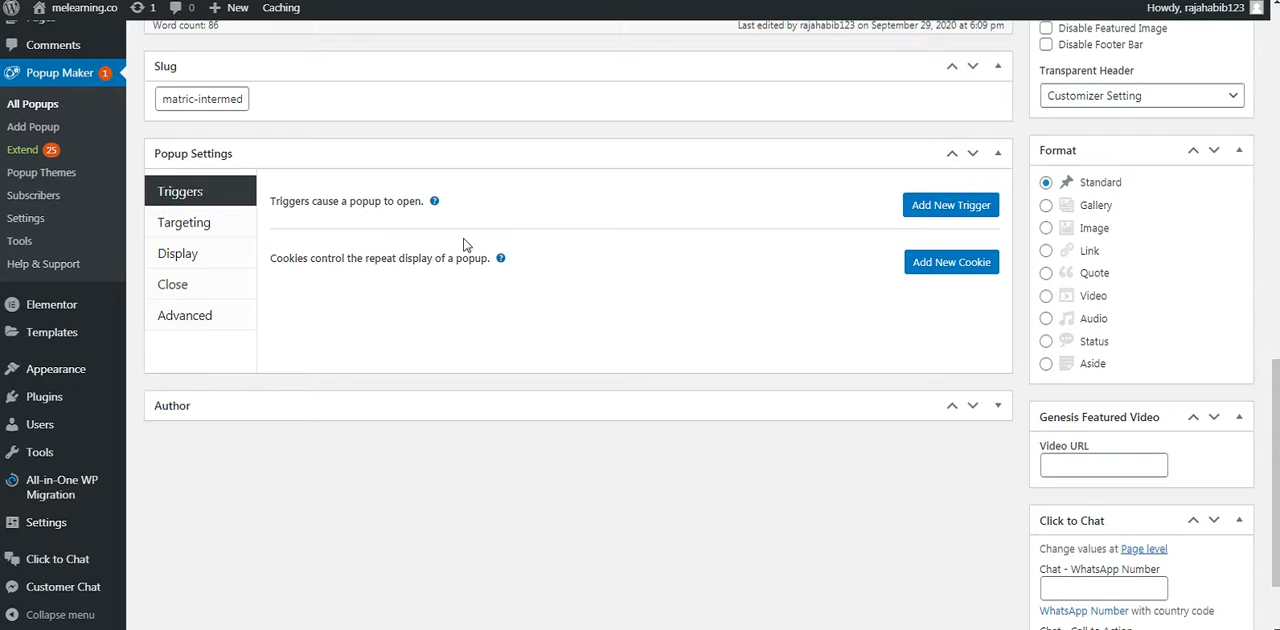 melearning.co 1 0 New Caching Howdy, rajahabib123
Comments
Popup Maker 1
All Popups
Add Popup
Extend 25
Popup Themes
Subscribers
Settings
Tools
Help & Support
Elementor
Templates
Appearance
Plugins
Users
Tools
All-in-One WP
Migration
Settings
Click to Chat
Customer Chat
Collapse menu
Word count: 86 Last edited by rajahabib123 on September 29, 2020 at 6:09 pm
Slug
matric-intermed
Popup Settings
Triggers
Targeting
Display
Close
Advanced
Triggers cause a popup to open. ?
Add New Trigger
Cookies control the repeat display of a popup. ?
Add New Cookie
Author
Disable Featured Image
Disable Footer Bar
Transparent Header
Customizer Setting
Format
Standard
Gallery
Image
Link
Quote
Video
Audio
Status
Aside
Genesis Featured Video
Video URL
Click to Chat
Change values at Page level
Chat - WhatsApp Number
WhatsApp Number with country code